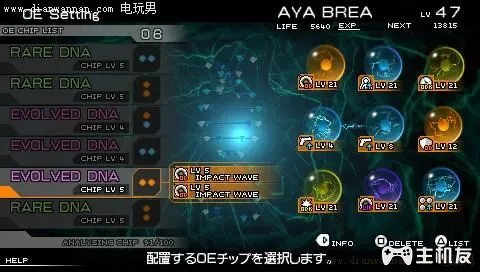 www.dianwannan.com 电玩男
OE Setting
AYA BREA LV 47
OE CHIP LIST 06
LIFE 5640 EXP NEXT 13815
RARE DNA
CHIP LV 5
RARE DNA
CHIP LV 5
EVOLVED DNA
CHIP LV 4
EVOLVED DNA
CHIP LV 4
EVOLVED DNA
CHIP LV 5
RARE DNA
CHIP LV 5
LV 5
IMPACT WAVE
LV 5
IMPACT WAVE
LV 21 LV 21 LV 21
LV 4 LV 8 LV 12
LV 21 LV 21 LV 21
ANALYSING CHIP 91/100
INFO DELETE LIST
HELP
配置するOEチップを選択します。
主机友